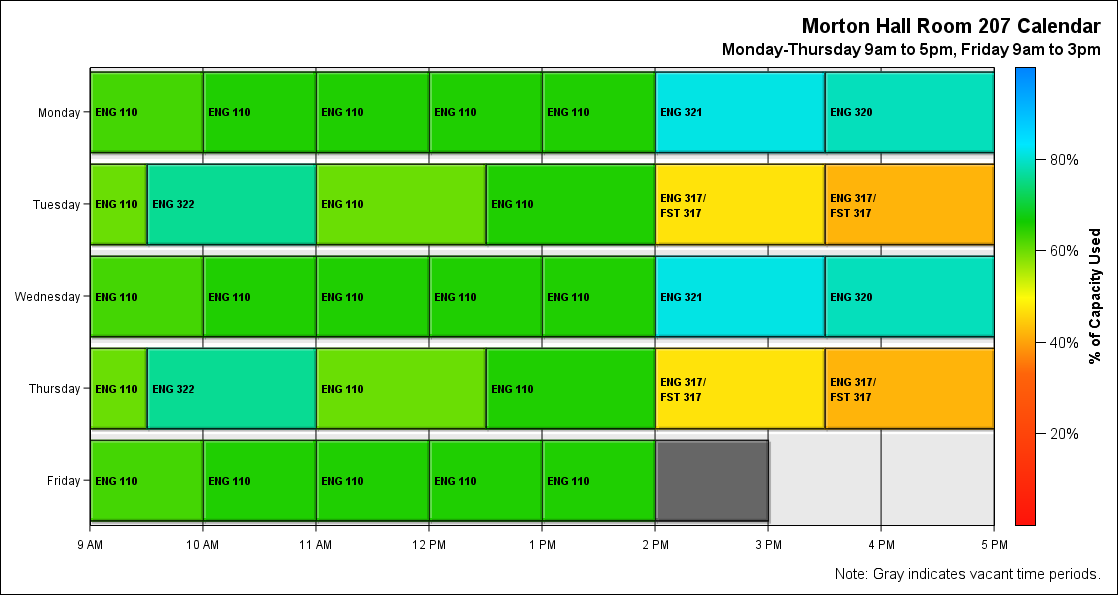 Morton Hall Room 207 Calendar
Monday-Thursday 9am to 5pm, Friday 9am to 3pm
Monday
ENG 110
ENG 110
ENG 110
ENG 110
ENG 110
ENG 321
ENG 320
Tuesday
ENG 110
ENG 322
ENG 110
ENG 110
ENG 317/
FST 317
ENG 317/
FST 317
Wednesday
ENG 110
ENG 110
ENG 110
ENG 110
ENG 110
ENG 321
ENG 320
Thursday
ENG 110
ENG 322
ENG 110
ENG 110
ENG 317/
FST 317
ENG 317/
FST 317
Friday
ENG 110
ENG 110
ENG 110
ENG 110
ENG 110
9 AM
10 AM
11 AM
12 PM
1 PM
2 PM
3 PM
4 PM
5 PM
80%
60%
40%
20%
% of Capacity Used
Note: Gray indicates vacant time periods.